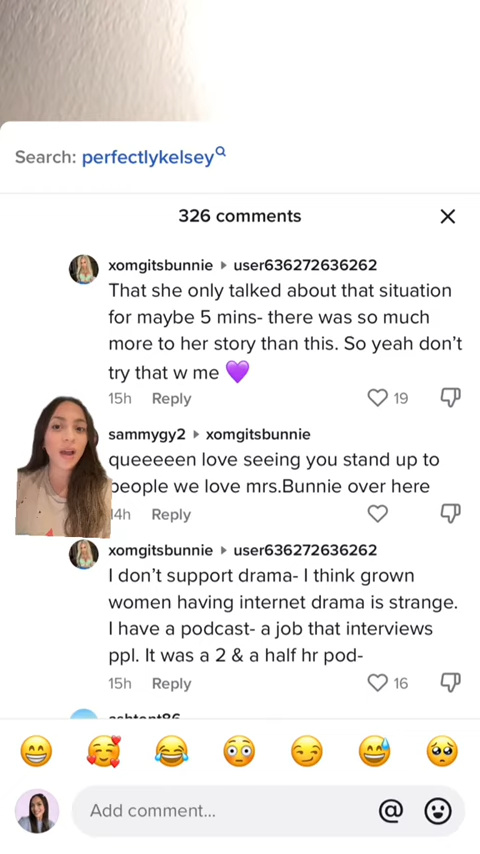 Search: perfectlykelsey
326 comments
xomgitsbunnie ▸ user636272636262
That she only talked about that situation
for maybe 5 mins- there was so much
more to her story than this. So yeah don't
try that w me 💜
15h Reply 19
sammygy2 ▸ xomgitsbunnie
queeeeen love seeing you stand up to
people we love mrs.Bunnie over here
14h Reply
xomgitsbunnie ▸ user636272636262
I don't support drama- I think grown
women having internet drama is strange.
I have a podcast- a job that interviews
ppl. It was a 2 & a half hr pod-
15h Reply 16
😁 🥰 😂 😳 😏 😅 🥺
Add comment... @